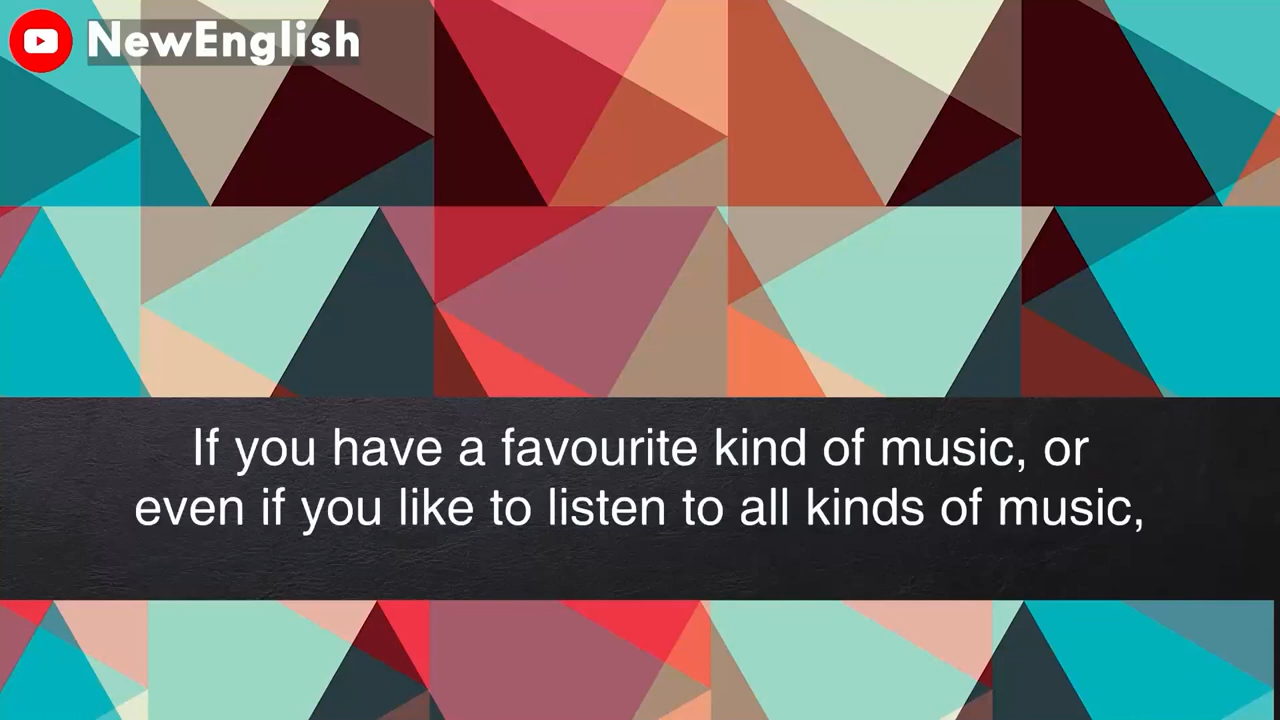 NewEnglish
If you have a favourite kind of music, or
even if you like to listen to all kinds of music,